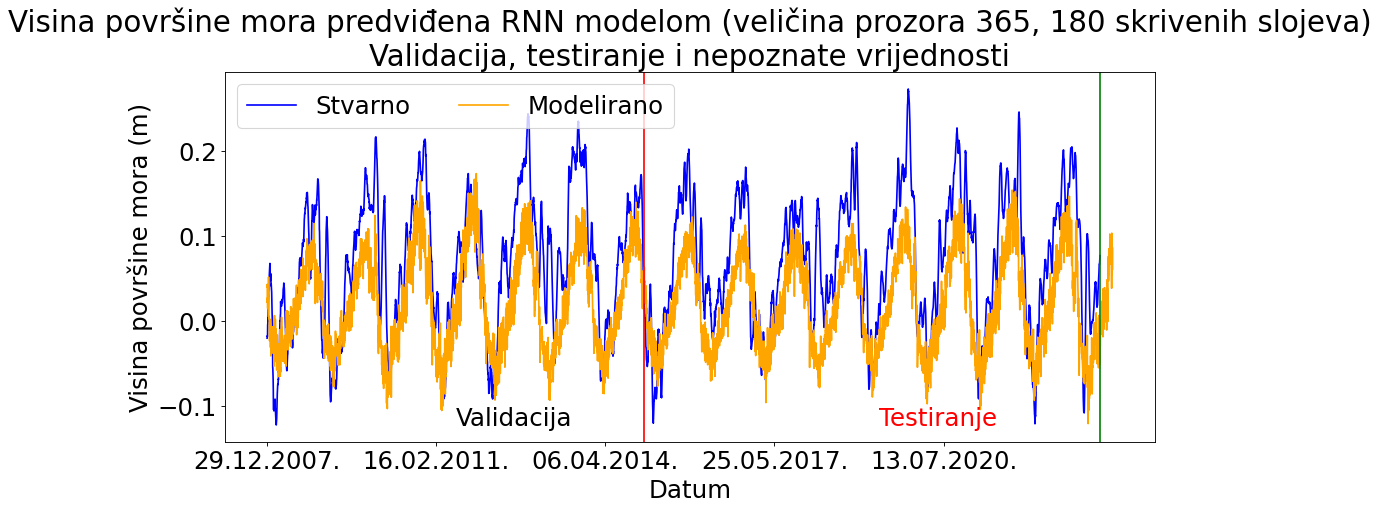 Visina površine mora predviđena RNN modelom (veličina prozora 365, 180 skrivenih slojeva)
Validacija, testiranje i nepoznate vrijednosti
Stvarno
Modelirano
Visina površine mora (m)
0.2
0.1
0.0
−0.1
Validacija
Testiranje
29.12.2007.
16.02.2011.
06.04.2014.
25.05.2017.
13.07.2020.
Datum